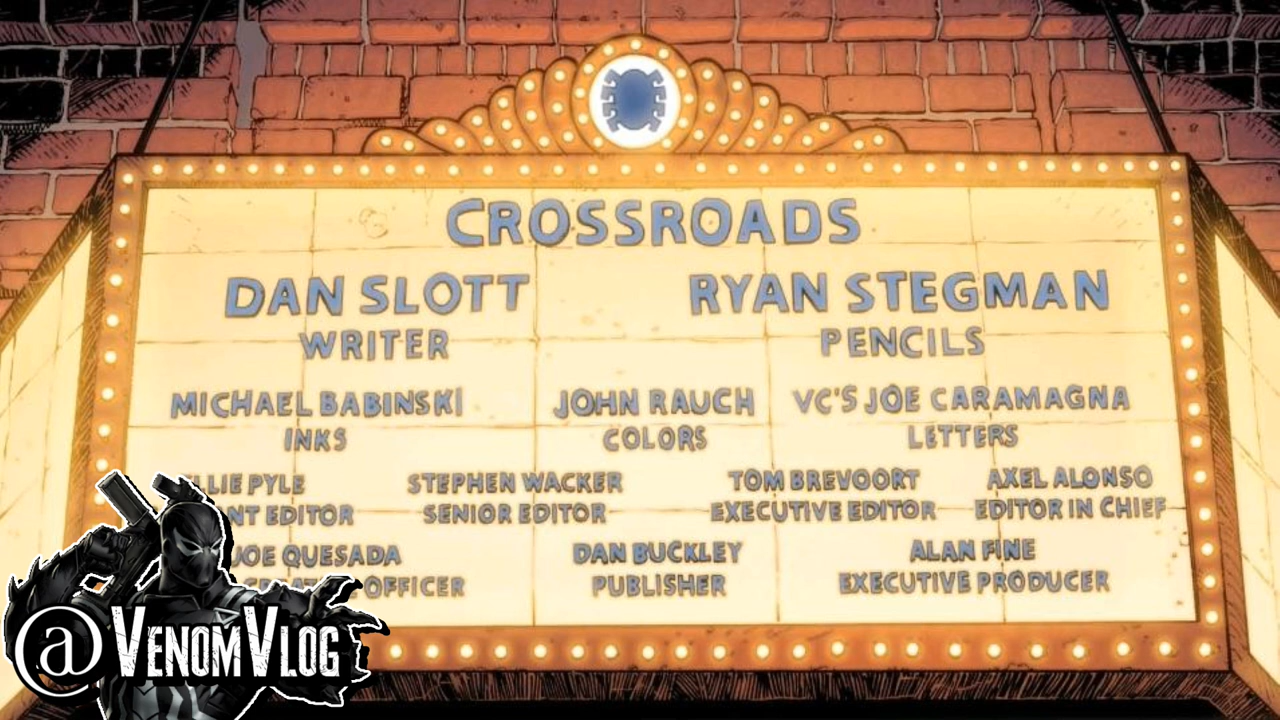 CROSSROADS
DAN SLOTT RYAN STEGMAN
WRITER PENCILS
MICHAEL BABINSKI JOHN RAUCH VC'S JOE CARAMAGNA
INKS COLORS LETTERS
PYLE STEPHEN WACKER TOM BREVOORT AXEL ALONSO
EDITOR SENIOR EDITOR EXECUTIVE EDITOR EDITOR IN CHIEF
JOE QUESADA DAN BUCKLEY ALAN FINE
OFFICER PUBLISHER EXECUTIVE PRODUCER
@VENOMVLOG